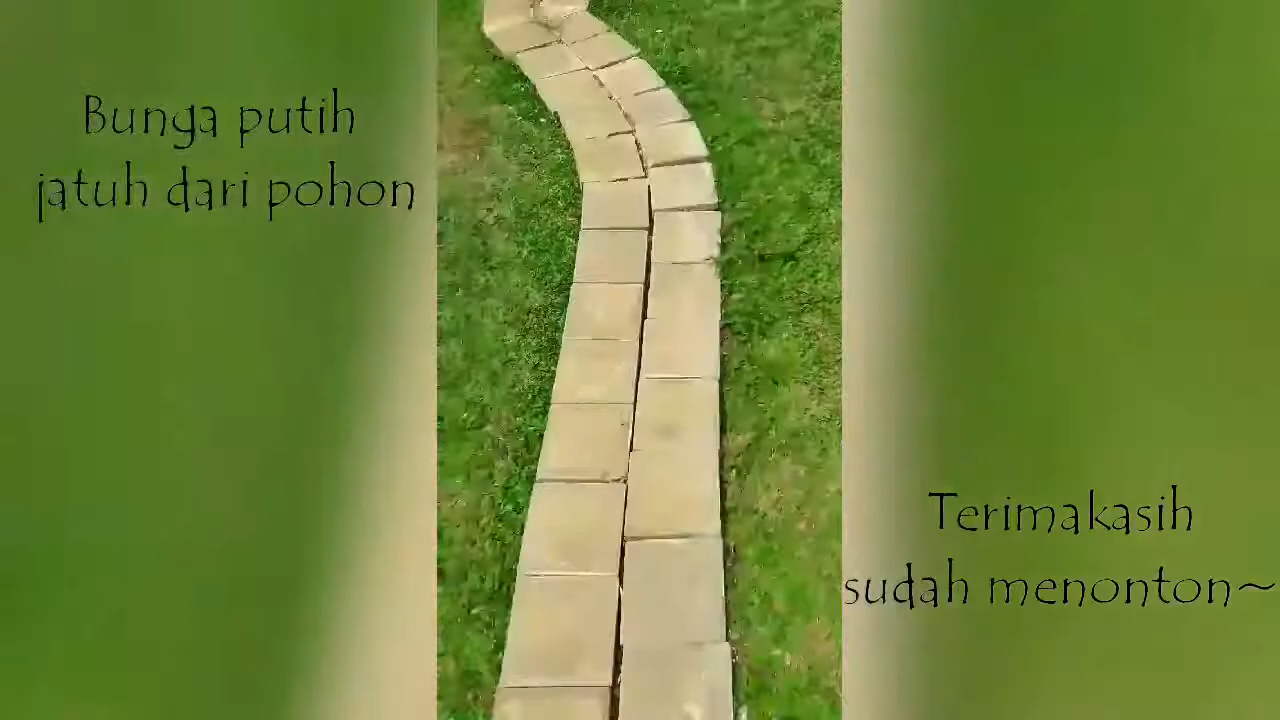 Bunga putih
jatuh dari pohon
Terimakasih
sudah menonton~